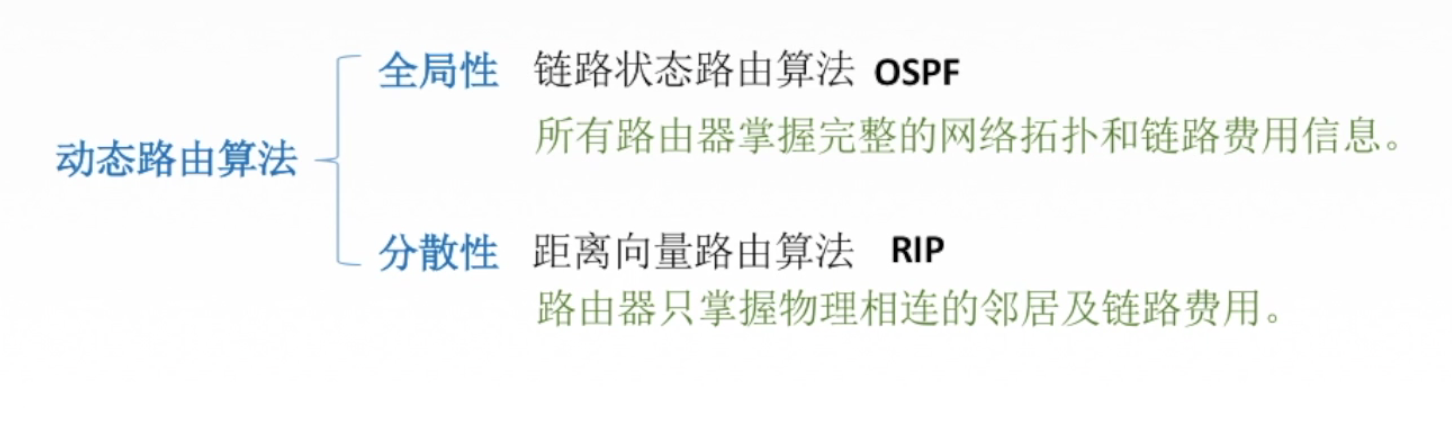 动态路由算法
全局性 链路状态路由算法 OSPF
所有路由器掌握完整的网络拓扑和链路费用信息。
分散性 距离向量路由算法 RIP
路由器只掌握物理相连的邻居及链路费用。